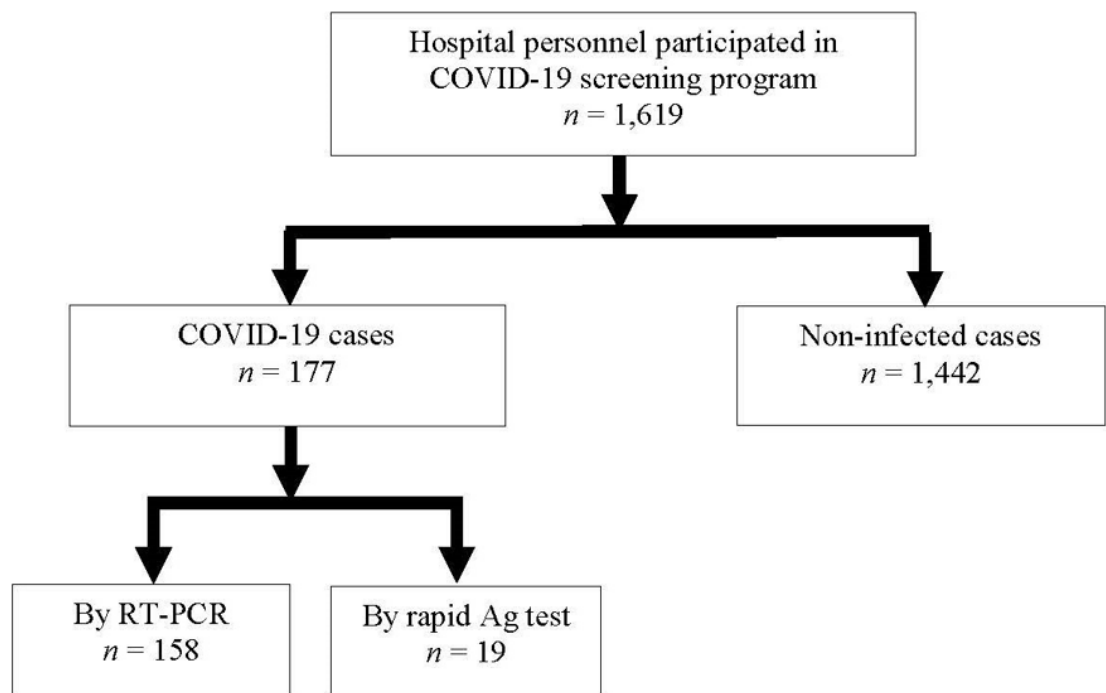 Hospital personnel participated in
COVID-19 screening program
n = 1,619
COVID-19 cases
n = 177
Non-infected cases
n = 1,442
By RT-PCR
n = 158
By rapid Ag test
n = 19